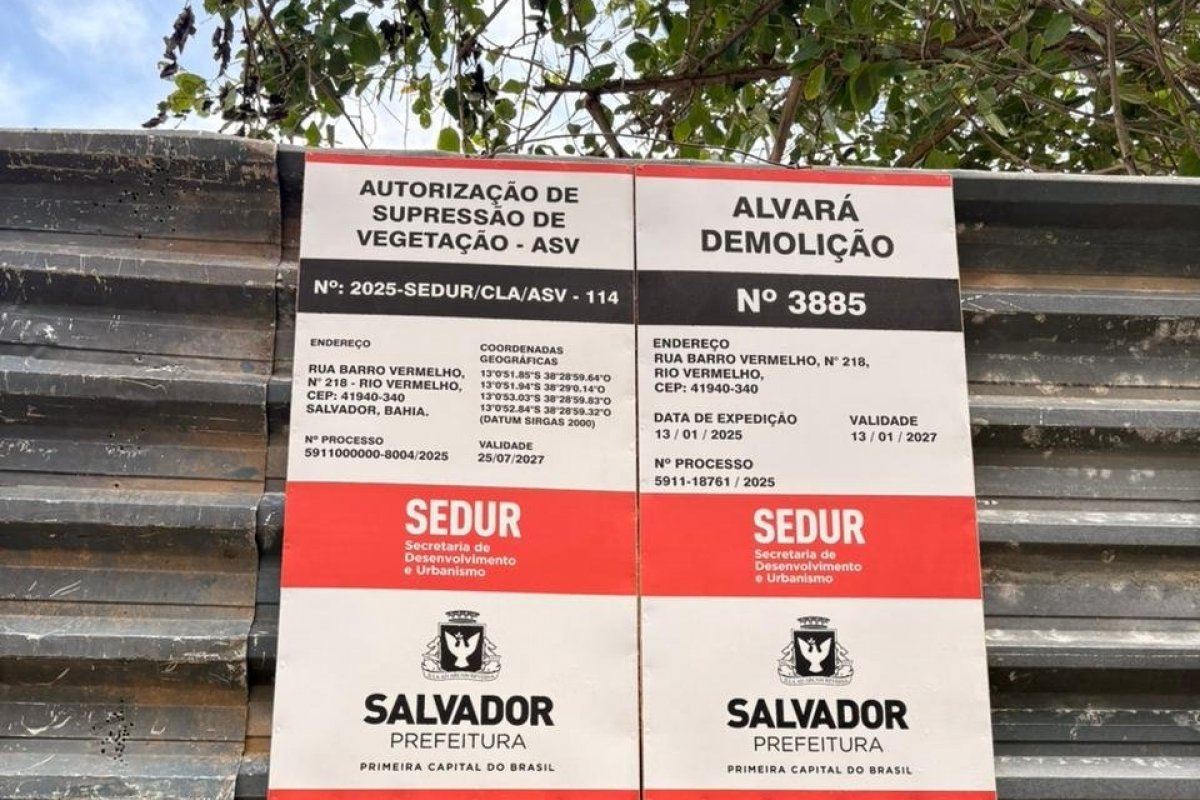 AUTORIZAÇÃO DE
SUPRESSÃO DE
VEGETAÇÃO - ASV
Nº: 2025-SEDUR/CLA/ASV - 114
ENDEREÇO
RUA BARRO VERMELHO,
N° 218 - RIO VERMELHO,
CEP: 41940-340
SALVADOR, BAHIA.
COORDENADAS
GEOGRÁFICAS
13°0'51.85"S 38°28'59.64"O
13°0'51.94"S 38°29'0.14"O
13°0'53.03"S 38°28'59.83"O
13°0'52.84"S 38°28'59.32"O
(DATUM SIRGAS 2000)
Nº PROCESSO
5911000000-8004/2025
VALIDADE
25/07/2027
SEDUR
Secretaria de
Desenvolvimento
e Urbanismo
SALVADOR
PREFEITURA
PRIMEIRA CAPITAL DO BRASIL
ALVARÁ
DEMOLIÇÃO
Nº 3885
ENDEREÇO
RUA BARRO VERMELHO, N° 218,
RIO VERMELHO,
CEP: 41940-340
DATA DE EXPEDIÇÃO
13 / 01 / 2025
VALIDADE
13 / 01 / 2027
Nº PROCESSO
5911-18761 / 2025
SEDUR
Secretaria de
Desenvolvimento
e Urbanismo
SALVADOR
PREFEITURA
PRIMEIRA CAPITAL DO BRASIL